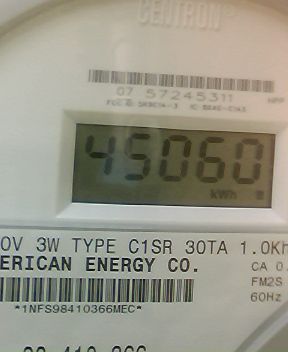 CENTRON®
07 57245311
45060
kWh
0V 3W TYPE C1SR 30TA 1.0Kh
ERICAN ENERGY CO.
CA 0.
FM2S
60Hz
*1NFS98410366MEC*